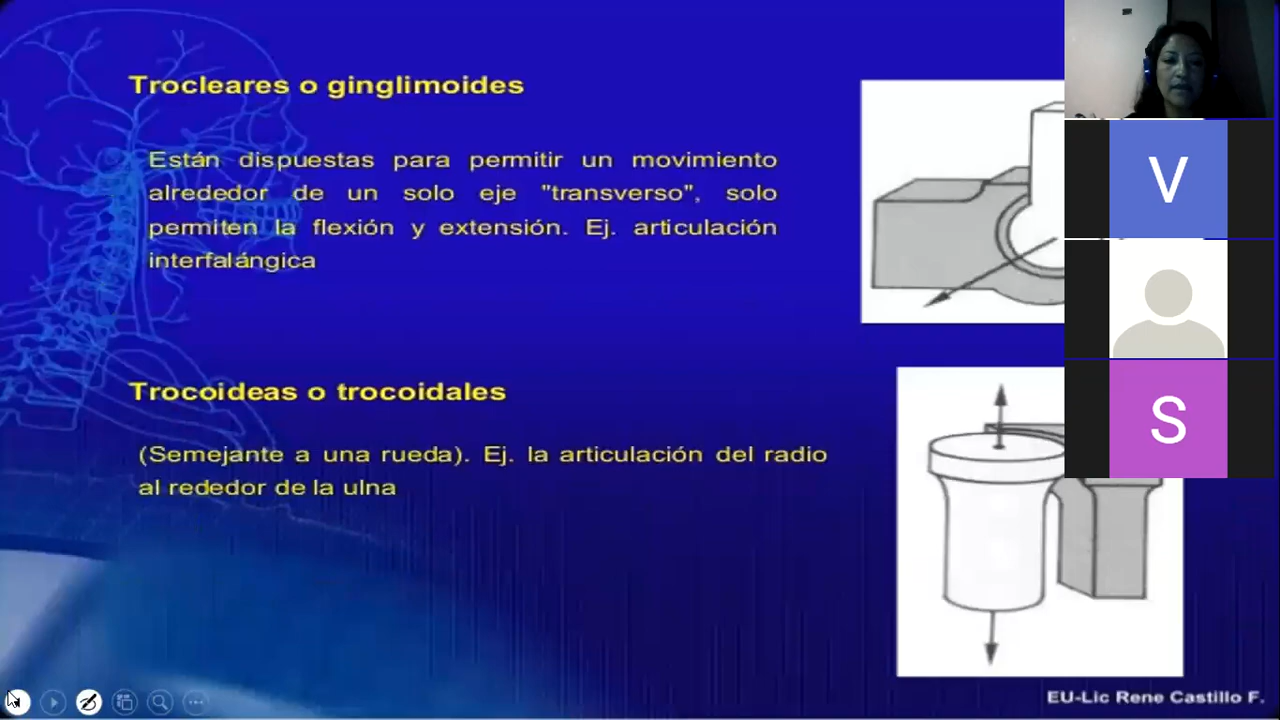 Trocleares o ginglimoides
Están dispuestas para permitir un movimiento
alrededor de un solo eje "transverso", solo
permiten la flexión y extensión. Ej. articulación
interfalángica
Trocoideas o trocoidales
(Semejante a una rueda). Ej. la articulación del radio
al rededor de la ulna
V
S
EU-Lic Rene Castillo F.